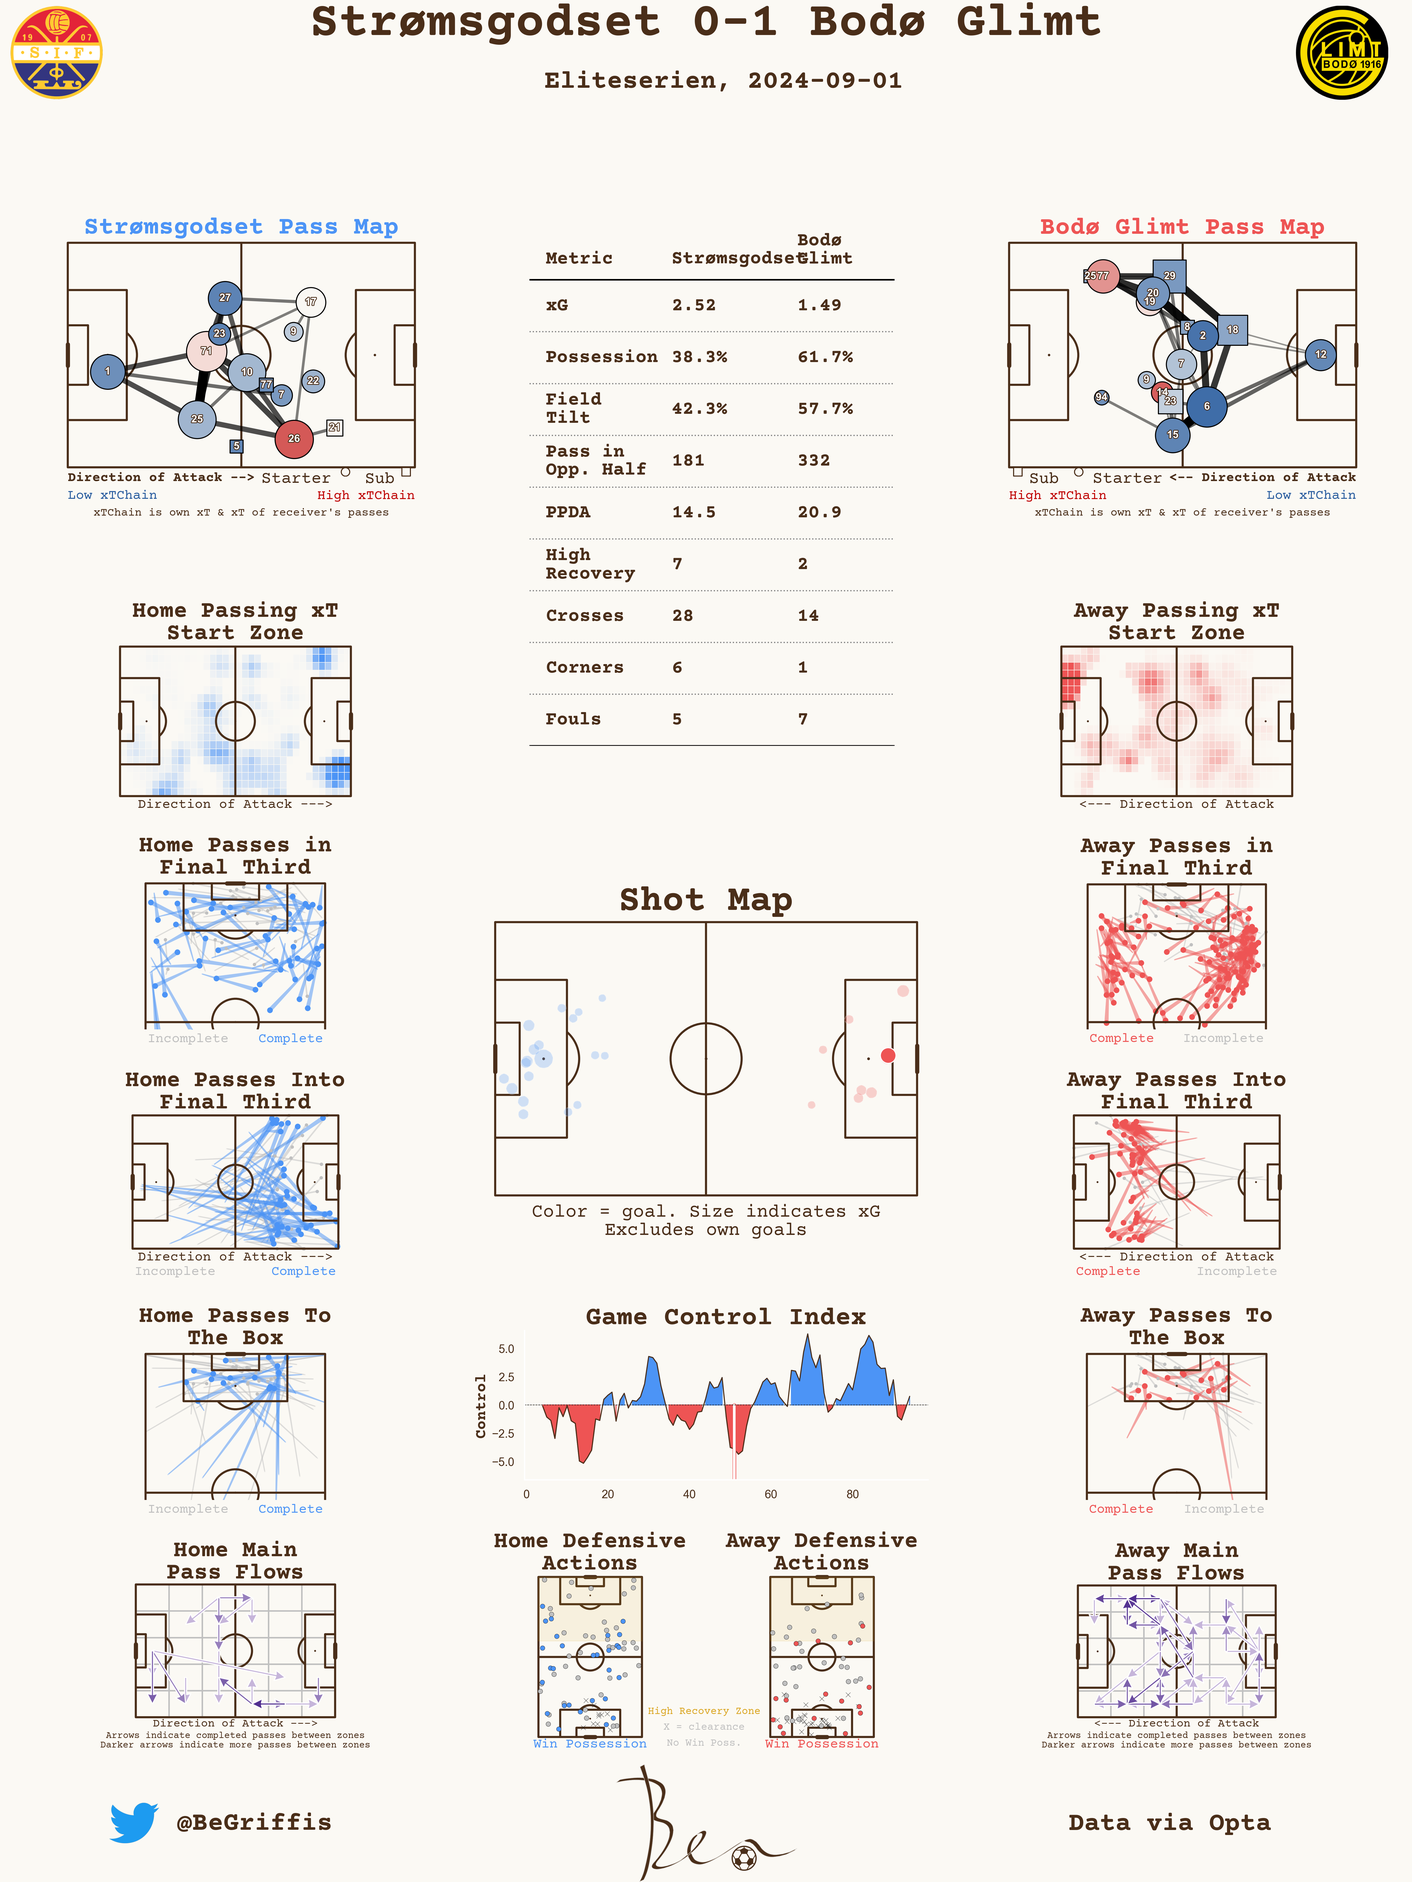 Strømsgodset 0-1 Bodø Glimt
Eliteserien, 2024-09-01
19 07
S.I.F
GLIMT
BODØ 1916
Strømsgodset Pass Map
1
27
23
71
25
10
77
7
5
26
17
9
22
21
Direction of Attack --> Starter Sub
Low xTChain High xTChain
xTChain is own xT & xT of receiver's passes
Metric Strømsgodset Bodø Glimt
xG 2.52 1.49
Possession 38.3% 61.7%
Field Tilt 42.3% 57.7%
Pass in Opp. Half 181 332
PPDA 14.5 20.9
High Recovery 7 2
Crosses 28 14
Corners 6 1
Fouls 5 7
Bodø Glimt Pass Map
25
77
29
20
19
8
2
18
12
7
9
14
23
94
6
15
Sub Starter <-- Direction of Attack
High xTChain Low xTChain
xTChain is own xT & xT of receiver's passes
Home Passing xT
Start Zone
Direction of Attack --->
Away Passing xT
Start Zone
<--- Direction of Attack
Home Passes in
Final Third
Incomplete Complete
Away Passes in
Final Third
Complete Incomplete
Shot Map
Color = goal. Size indicates xG
Excludes own goals
Home Passes Into
Final Third
Direction of Attack --->
Incomplete Complete
Away Passes Into
Final Third
<--- Direction of Attack
Complete Incomplete
Home Passes To
The Box
Incomplete Complete
Game Control Index
Control
5.0
2.5
0.0
−2.5
−5.0
0 20 40 60 80
Away Passes To
The Box
Complete Incomplete
Home Main
Pass Flows
Direction of Attack --->
Arrows indicate completed passes between zones
Darker arrows indicate more passes between zones
Home Defensive
Actions
Win Possession
High Recovery Zone
X = clearance
No Win Poss.
Away Defensive
Actions
Win Possession
Away Main
Pass Flows
<--- Direction of Attack
Arrows indicate completed passes between zones
Darker arrows indicate more passes between zones
@BeGriffis
Ben
Data via Opta